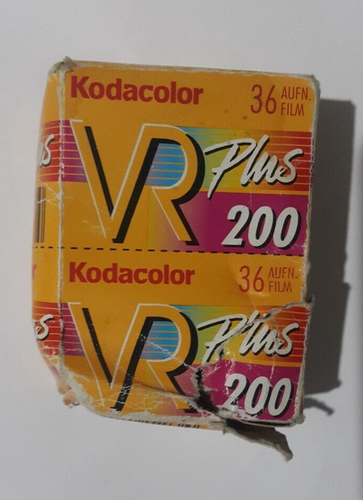 Kodacolor
36 AUFN.
FILM
VR Plus
200
Kodacolor
36 AUFN.
FILM
VR Plus
200